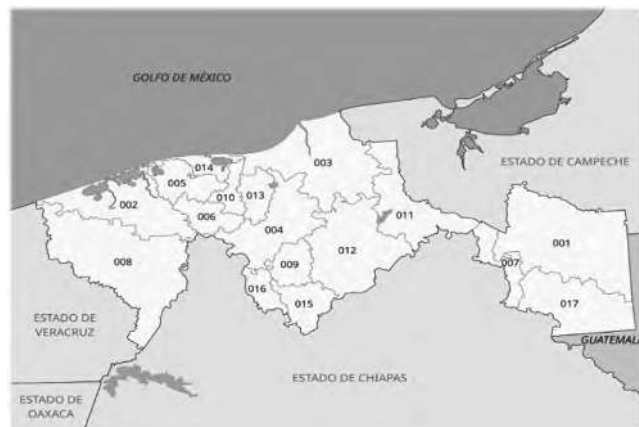 GOLFO DE MÉXICO
003
014
ESTADO DE CAMPECHE
005
010
013
002
011
006
004
001
012
008
009
007
016
015
017
ESTADO DE
VERACRUZ
GUATEMALA
ESTADO DE CHIAPAS
ESTADO DE
OAXACA